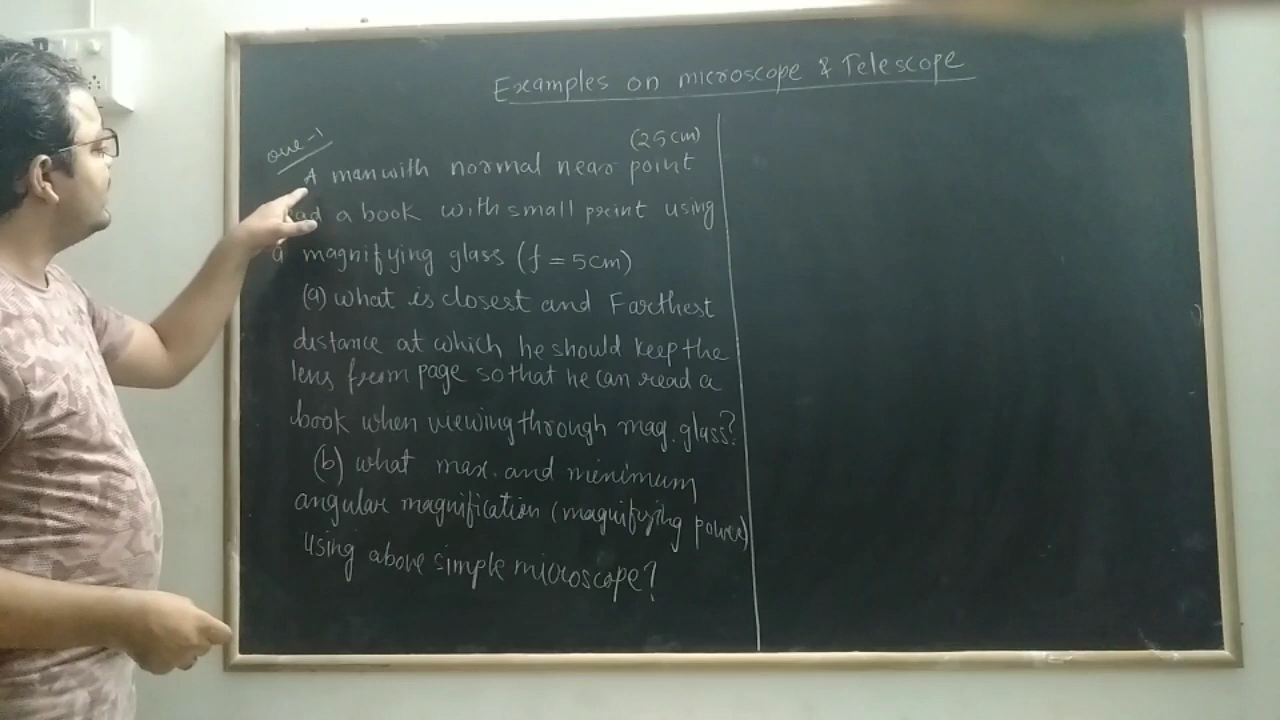 Examples on microscope & Telescope
Que-1
(25cm)
A man with normal near point
ad a book with small print using
a magnifying glass (f = 5cm)
(a) what is closest and Farthest
distance at which he should keep the
lens from page so that he can read a
book when viewing through mag. glass?
(b) what max. and minimum
angular magnification (magnifying power)
using above simple microscope?